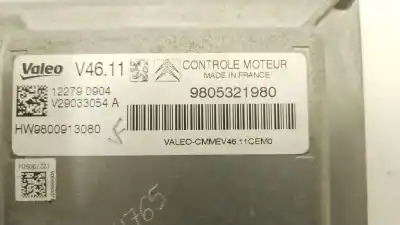 Valeo V46.11 CONTROLE MOTEUR
MADE IN FRANCE
12279 0904
V29033054 A
9805321980
HW9800913080
VALEO-CMMEV46.11CEM0